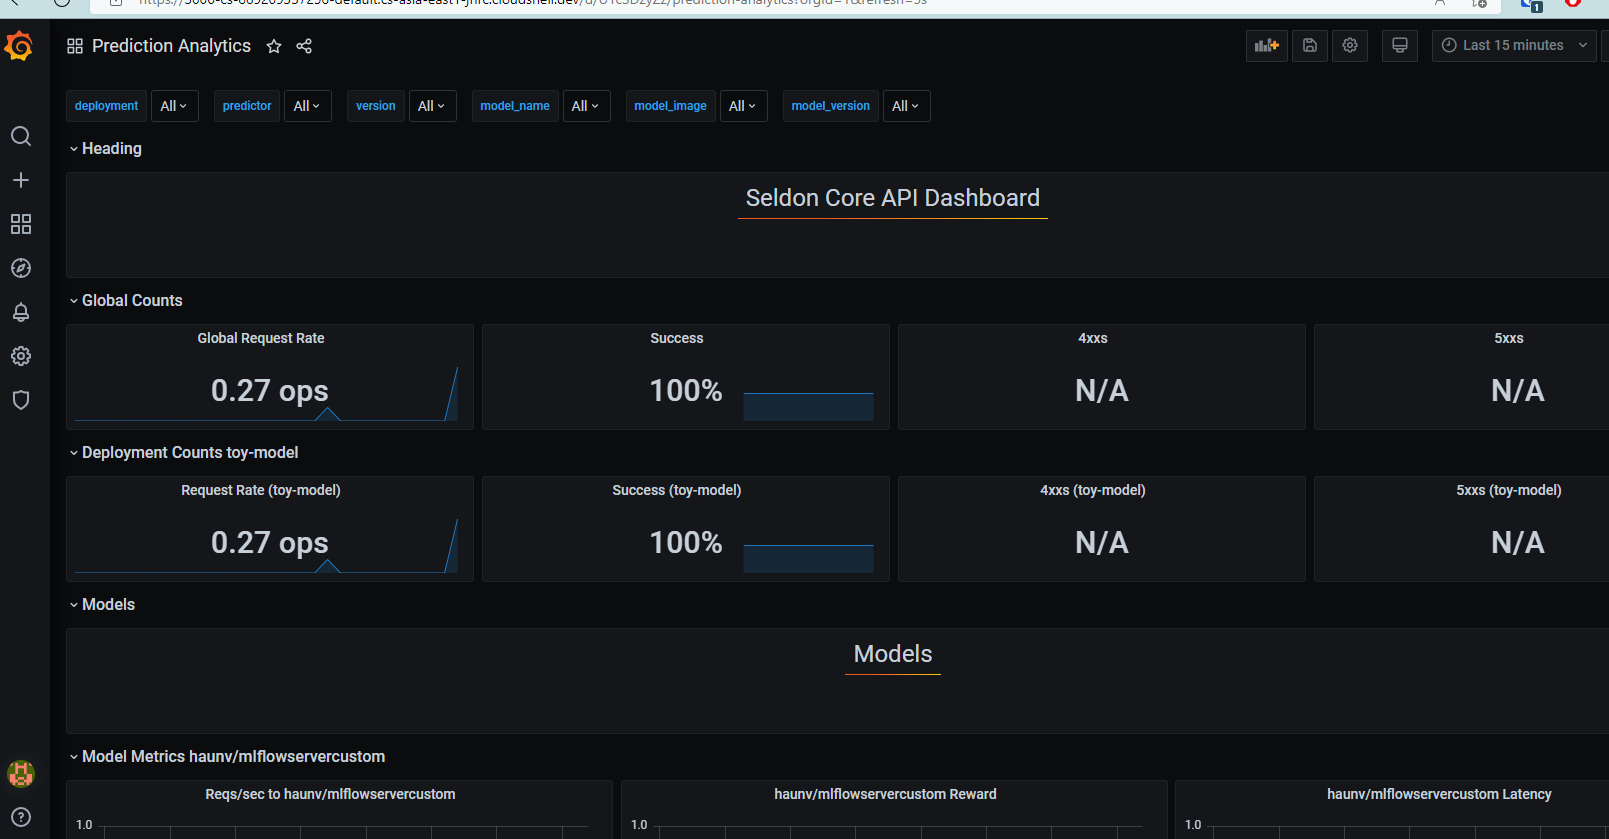 Prediction Analytics
Last 15 minutes
deployment All predictor All version All model_name All model_image All model_version All
Heading
Seldon Core API Dashboard
Global Counts
Global Request Rate Success 4xxs 5xxs
0.27 ops 100% N/A N/A
Deployment Counts toy-model
Request Rate (toy-model) Success (toy-model) 4xxs (toy-model) 5xxs (toy-model)
0.27 ops 100% N/A N/A
Models
Models
Model Metrics haunv/mlflowservercustom
Reqs/sec to haunv/mlflowservercustom haunv/mlflowservercustom Reward haunv/mlflowservercustom Latency
1.0 1.0 1.0